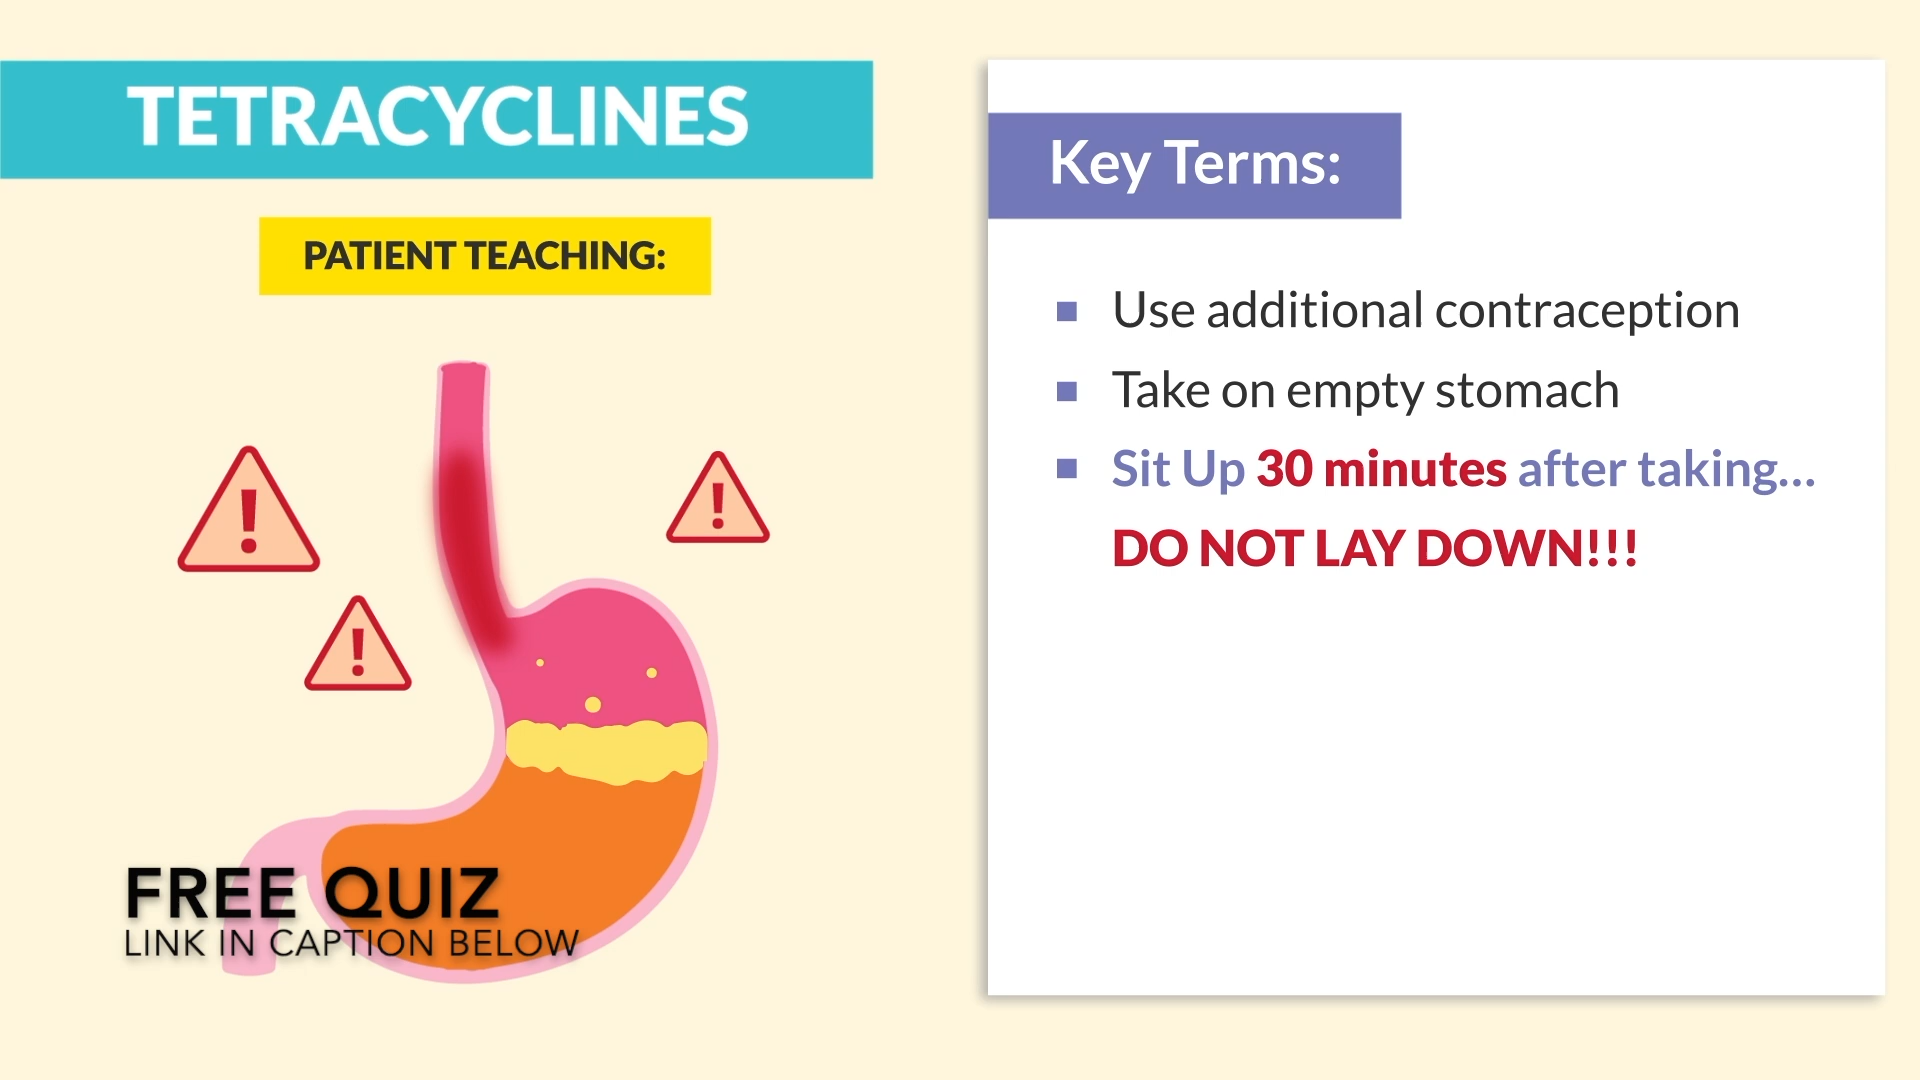 TETRACYCLINES
PATIENT TEACHING:
!
!
!
FREE QUIZ
LINK IN CAPTION BELOW
Key Terms:
Use additional contraception
Take on empty stomach
Sit Up 30 minutes after taking...
DO NOT LAY DOWN!!!